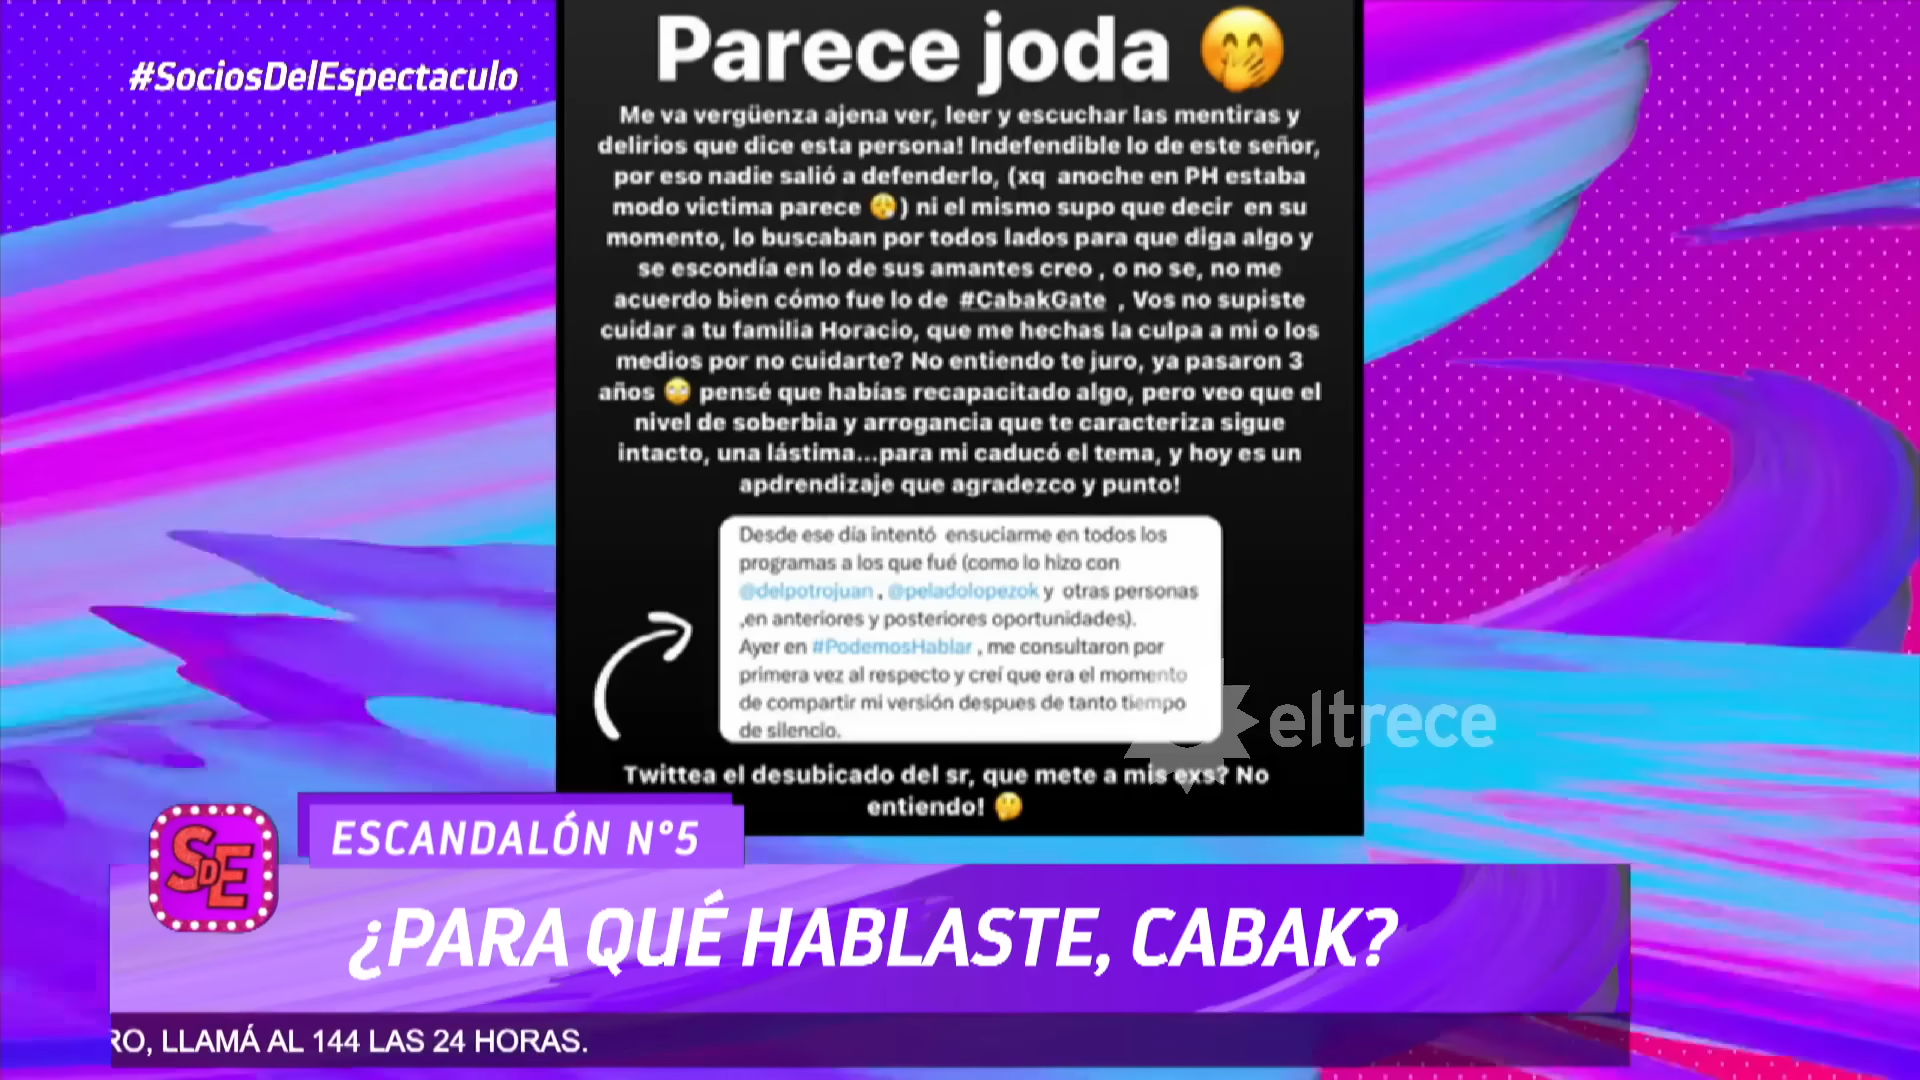 #SociosDelEspectaculo
Parece joda 🤭
Me va vergüenza ajena ver, leer y escuchar las mentiras y
delirios que dice esta persona! Indefendible lo de este señor,
por eso nadie salió a defenderlo, (xq anoche en PH estaba
modo victima parece 😮‍💨) ni el mismo supo que decir en su
momento, lo buscaban por todos lados para que diga algo y
se escondía en lo de sus amantes creo , o no se, no me
acuerdo bien cómo fue lo de #CabakGate , Vos no supiste
cuidar a tu familia Horacio, que me hechas la culpa a mi o los
medios por no cuidarte? No entiendo te juro, ya pasaron 3
años 🙄 pensé que habías recapacitado algo, pero veo que el
nivel de soberbia y arrogancia que te caracteriza sigue
intacto, una lástima...para mi caducó el tema, y hoy es un
apdrendizaje que agradezco y punto!
Desde ese día intentó ensuciarme en todos los
programas a los que fué (como lo hizo con
@delpotrojuan , @peladolopezok y otras personas
,en anteriores y posteriores oportunidades).
Ayer en #PodemosHablar , me consultaron por
primera vez al respecto y creí que era el momento
de compartir mi versión despues de tanto tiempo
de silencio.
eltrece
Twittea el desubicado del sr, que mete a mis exs? No
entiendo! 🤔
SDE
ESCANDALÓN N°5
¿PARA QUÉ HABLASTE, CABAK?
RO, LLAMÁ AL 144 LAS 24 HORAS.